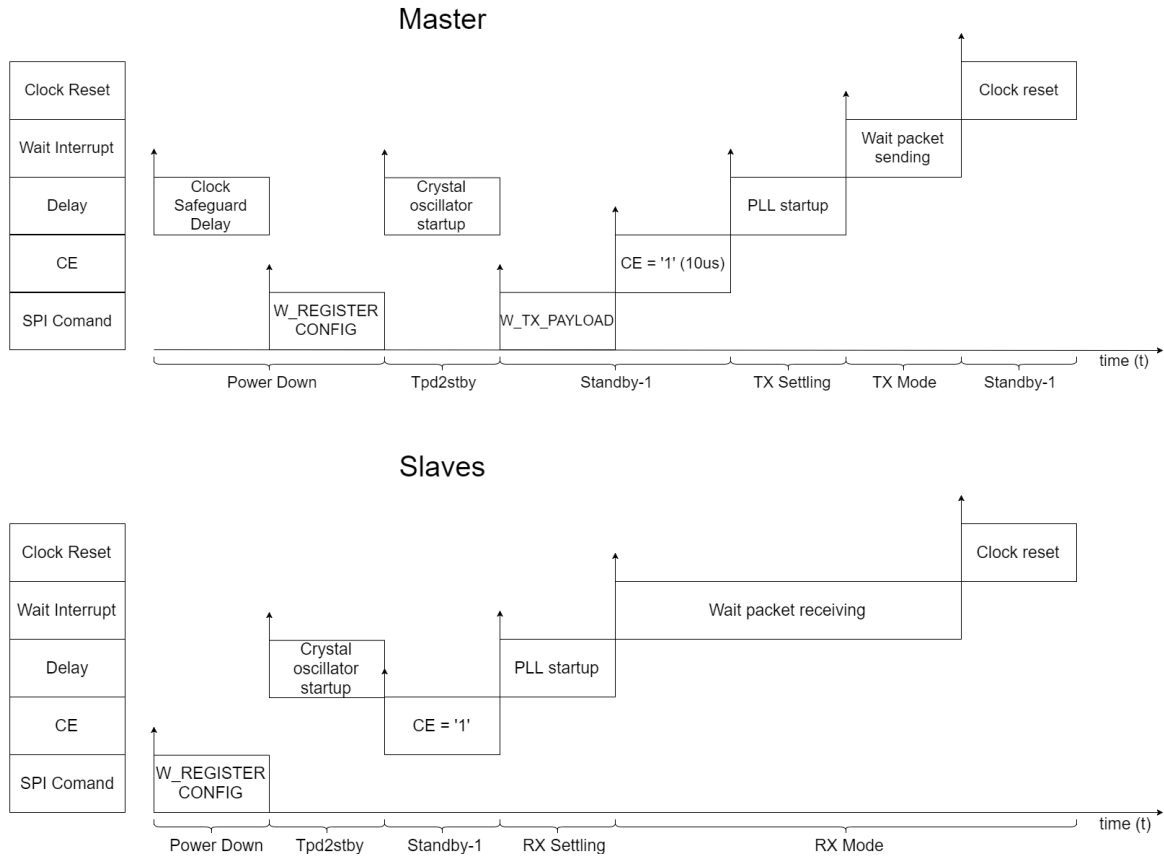 Master
Clock Reset
Clock reset
Wait Interrupt
Wait packet
sending
Delay
Clock
Safeguard
Delay
Crystal
oscillator
startup
PLL startup
CE
CE = '1' (10us)
SPI Comand
W_REGISTER
CONFIG
W_TX_PAYLOAD
time (t)
Power Down
Tpd2stby
Standby-1
TX Settling
TX Mode
Standby-1
Slaves
Clock Reset
Clock reset
Wait Interrupt
Wait packet receiving
Delay
Crystal
oscillator
startup
PLL startup
CE
CE = '1'
SPI Comand
W_REGISTER
CONFIG
time (t)
Power Down
Tpd2stby
Standby-1
RX Settling
RX Mode